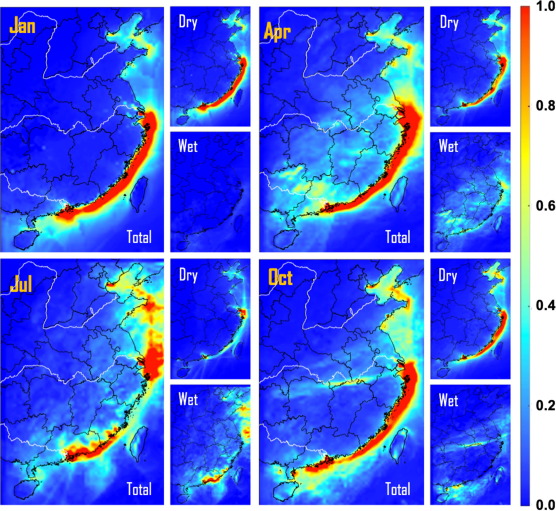 Jan
Dry
Wet
Total
Apr
Dry
Wet
Total
Jul
Dry
Wet
Total
Oct
Dry
Wet
Total
1.0
0.8
0.6
0.4
0.2
0.0